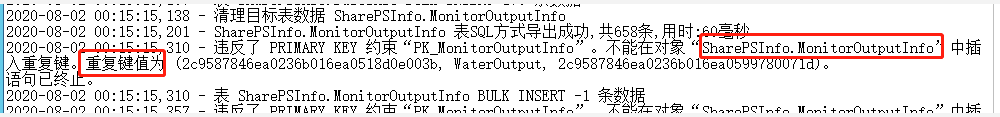 2020-08-02 00:15:15,138 - 清理目标表数据 SharePSInfo.MonitorOutputInfo
2020-08-02 00:15:15,201 - SharePSInfo.MonitorOutputInfo 表SQL方式导出成功,共658条,用时:60毫秒
2020-08-02 00:15:15,310 - 违反了 PRIMARY KEY 约束“PK_MonitorOutputInfo”。不能在对象“SharePSInfo.MonitorOutputInfo”中插
入重复键。重复键值为 (2c9587846ea0236b016ea0518d0e003b, WaterOutput, 2c9587846ea0236b016ea0599780071d)。
语句已终止。
2020-08-02 00:15:15,310 - 表 SharePSInfo.MonitorOutputInfo BULK INSERT -1 条数据
2020-08-02 00:15:15,357 - 违反了 PRIMARY KEY 约束“PK_MonitorOutputInfo”。不能在对象“SharePSInfo.MonitorOutputInfo”中插